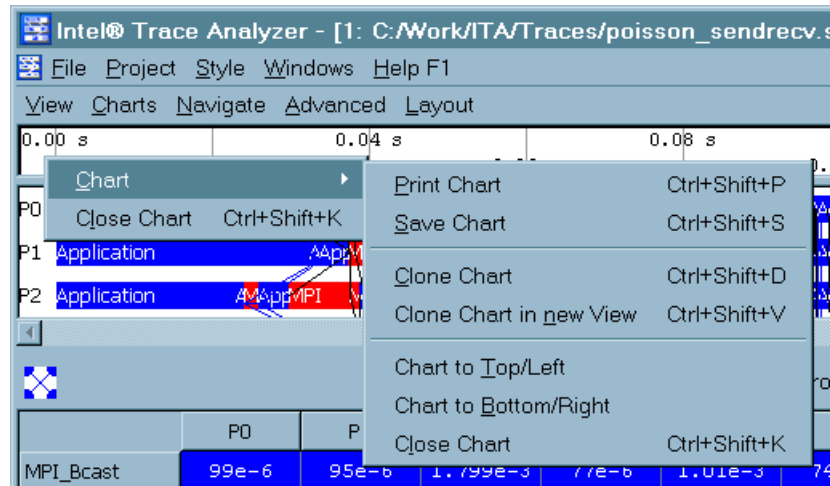 Intel® Trace Analyzer - [1: C:/Work/ITA/Traces/poisson_sendrecv.s
File Project Style Windows Help F1
View Charts Navigate Advanced Layout
0.00 s 0.04 s 0.08 s
Chart
Close Chart Ctrl+Shift+K
Print Chart Ctrl+Shift+P
Save Chart Ctrl+Shift+S
Clone Chart Ctrl+Shift+D
Clone Chart in new View Ctrl+Shift+V
Chart to Top/Left
Chart to Bottom/Right
Close Chart Ctrl+Shift+K
P0
P1 Application App
P2 Application App MPI
P0 P
MPI_Bcast 99e-6 95e-6 1.799e-3 77e-6 1.01e-3 74